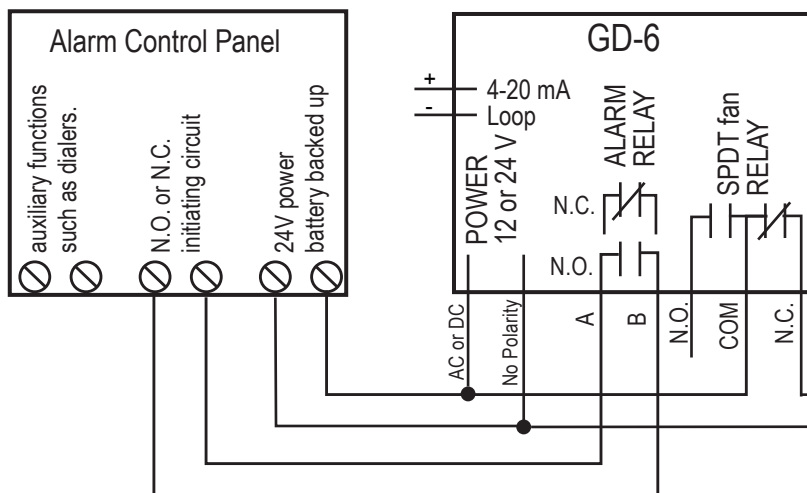 Alarm Control Panel
auxiliary functions
such as dialers.
N.O. or N.C.
initiating circuit
24V power
battery backed up
GD-6
+
4-20 mA
-
Loop
POWER
12 or 24 V
ALARM
RELAY
N.C.
N.O.
SPDT fan
RELAY
AC or DC
No Polarity
A
B
N.O.
COM
N.C.